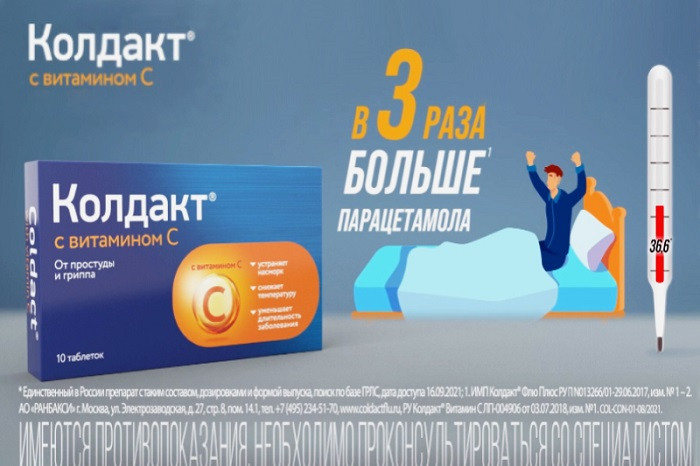 Колдакт®
с витамином С
В 3 РАЗА
БОЛЬШЕ¹
ПАРАЦЕТАМОЛА
36,6°
Coldact®
Колдакт®
с витамином С
От простуды
и гриппа
с витамином С
устраняет
насморк
снижает
температуру
уменьшает
длительность
заболевания
С
10 таблеток
* Единственный в России препарат с таким составом, дозировками и формой выпуска, поиск по базе ГРЛС, дата доступа 16.09.2021; 1. ИМП Колдакт® Флю Плюс РУ П N013266/01-29.06.2017, изм. № 1 – 2.
АО «РАНБАКСИ» г. Москва, ул. Электрозаводская, д. 27, стр. 8, пом. 14.1, тел. +7 (495) 234-51-70, www.coldactflu.ru, РУ Колдакт® Витамин С ЛП-004906 от 03.07.2018, изм. №1. COL-CON-01-08/2021.
ИМЕЮТСЯ ПРОТИВОПОКАЗАНИЯ. НЕОБХОДИМО ПРОКОНСУЛЬТИРОВАТЬСЯ СО СПЕЦИАЛИСТОМ